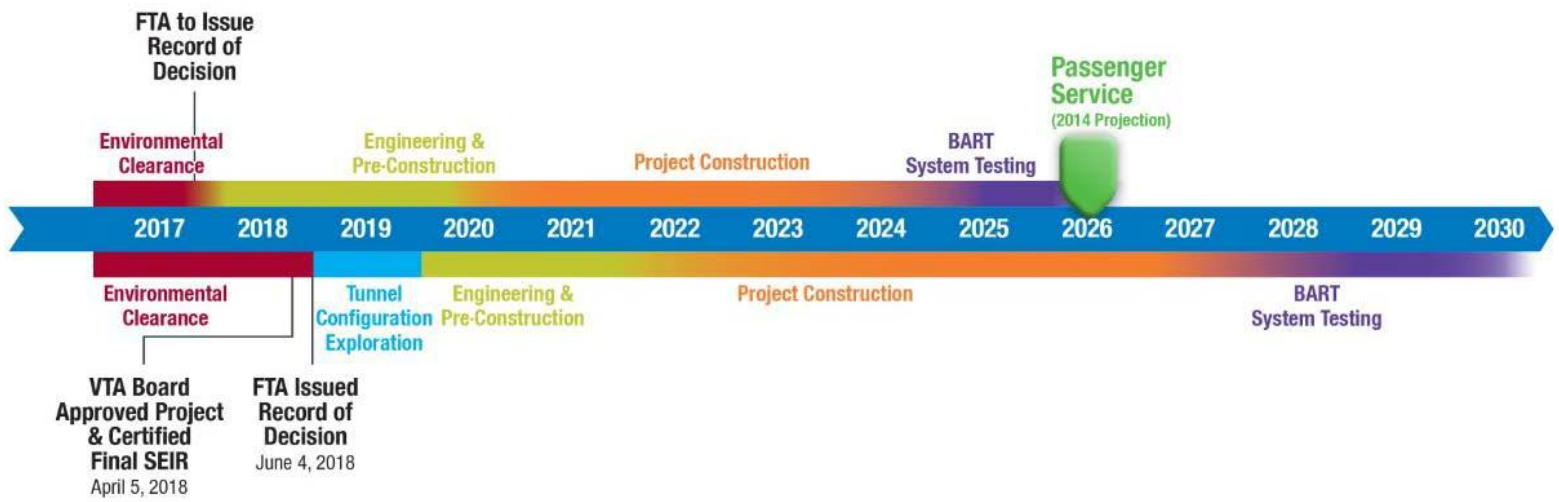 FTA to Issue
Record of
Decision
Passenger
Service
(2014 Projection)
Environmental
Clearance
Engineering &
Pre-Construction
Project Construction
BART
System Testing
2017 2018 2019 2020 2021 2022 2023 2024 2025 2026 2027 2028 2029 2030
Environmental
Clearance
Tunnel
Configuration
Exploration
Engineering &
Pre-Construction
Project Construction
BART
System Testing
VTA Board
Approved Project
& Certified
Final SEIR
April 5, 2018
FTA Issued
Record of
Decision
June 4, 2018